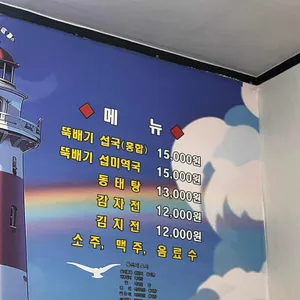 메 뉴
뚝배기 섭국(홍합) 15.000원
뚝배기 섭미역국 15.000원
동 태 탕 13.000원
감 자 전 12.000원
김 치 전 12.000원
소 주, 맥 주, 음 료 수